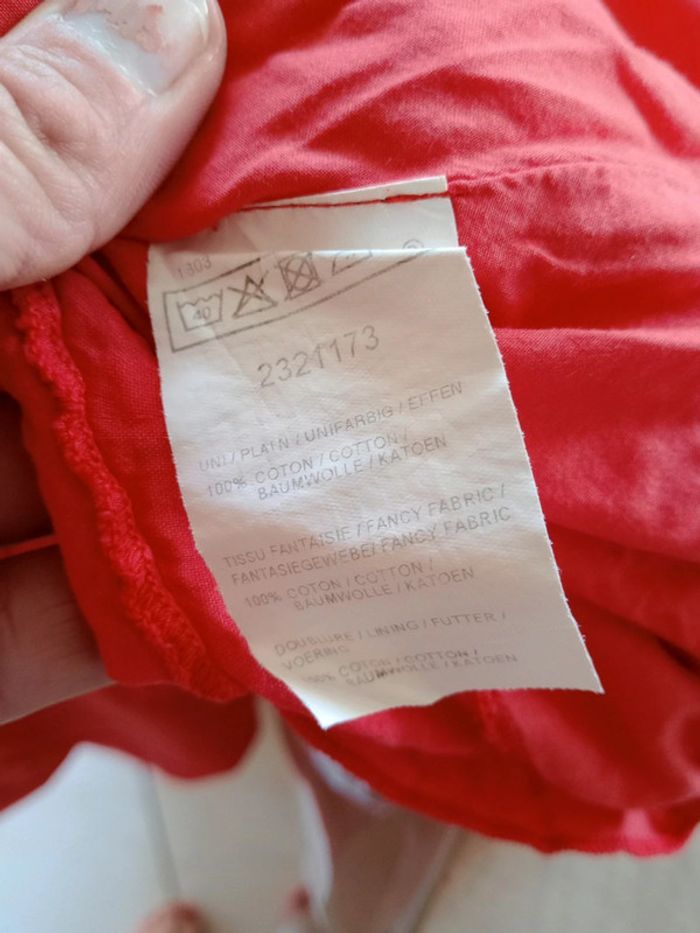 1303
40
2321173
UNI / PLAIN / UNIFARBIG / EFFEN
100% COTON / COTTON /
BAUMWOLLE / KATOEN
TISSU FANTAISIE / FANCY FABRIC /
FANTASIEGEWEBE / FANCY FABRIC
100% COTON / COTTON /
BAUMWOLLE / KATOEN
DOUBLURE / LINING / FUTTER /
VOERING
100% COTON / COTTON /
BAUMWOLLE / KATOEN